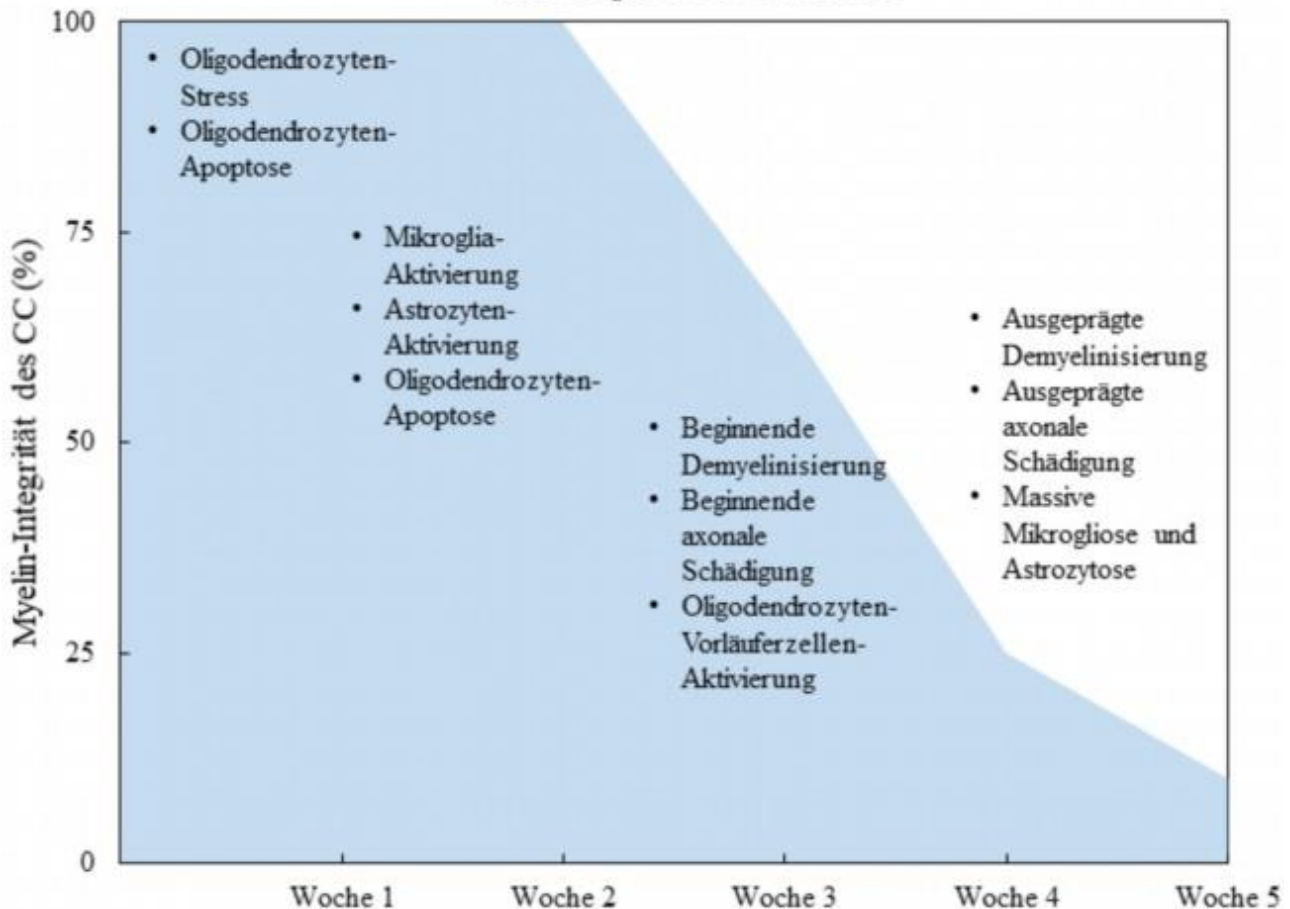 100
• Oligodendrozyten-
Stress
• Oligodendrozyten-
Apoptose
75
• Mikroglia-
Aktivierung
• Astrozyten-
Aktivierung
• Oligodendrozyten-
Apoptose
• Ausgeprägte
Demyelinisierung
• Ausgeprägte
axonale
Schädigung
• Massive
Mikrogliose und
Astrozytose
50
• Beginnende
Demyelinisierung
• Beginnende
axonale
Schädigung
• Oligodendrozyten-
Vorläuferzellen-
Aktivierung
25
0
Myelin-Integrität des CC (%)
Woche 1 Woche 2 Woche 3 Woche 4 Woche 5